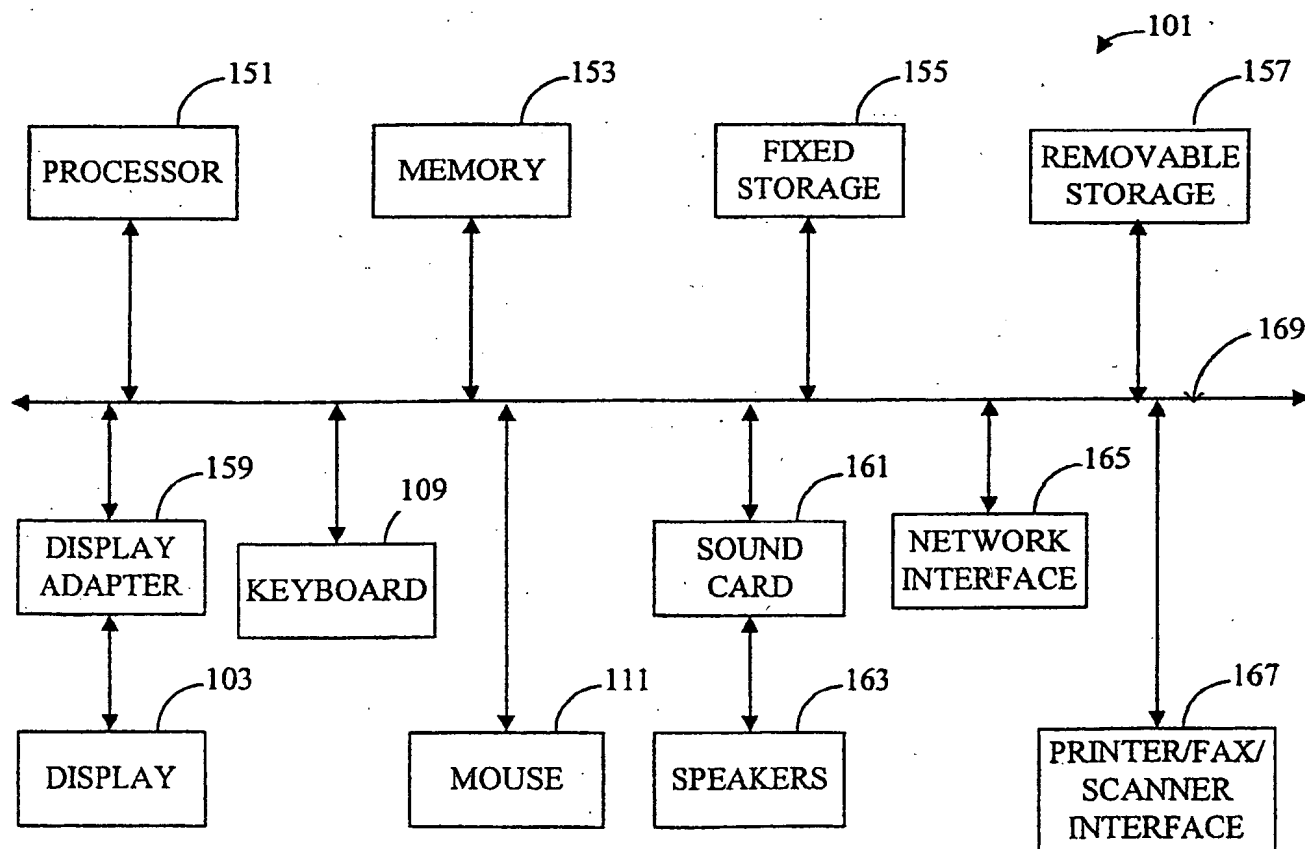 101
151
153
155
157
PROCESSOR
MEMORY
FIXED
STORAGE
REMOVABLE
STORAGE
169
159
109
161
165
DISPLAY
ADAPTER
KEYBOARD
SOUND
CARD
NETWORK
INTERFACE
103
111
163
167
DISPLAY
MOUSE
SPEAKERS
PRINTER/FAX/
SCANNER
INTERFACE